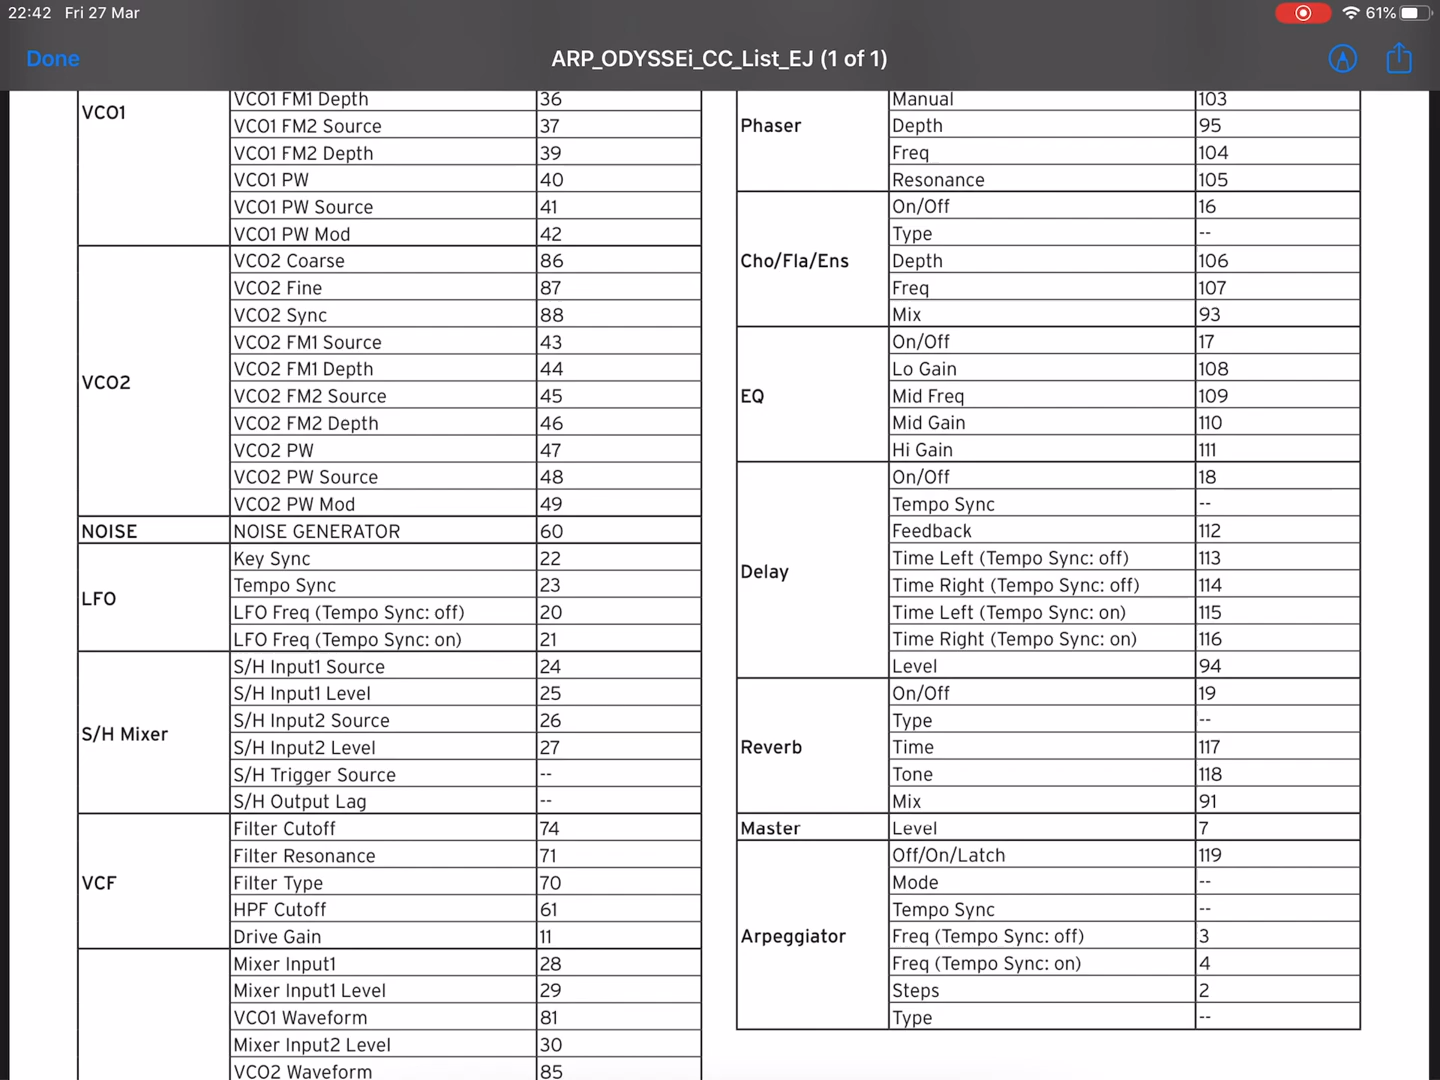 22:42 Fri 27 Mar
61%
Done
ARP_ODYSSEi_CC_List_EJ (1 of 1)
VCO1
VCO1 FM1 Depth 36
VCO1 FM2 Source 37
VCO1 FM2 Depth 39
VCO1 PW 40
VCO1 PW Source 41
VCO1 PW Mod 42
VCO2
VCO2 Coarse 86
VCO2 Fine 87
VCO2 Sync 88
VCO2 FM1 Source 43
VCO2 FM1 Depth 44
VCO2 FM2 Source 45
VCO2 FM2 Depth 46
VCO2 PW 47
VCO2 PW Source 48
VCO2 PW Mod 49
NOISE NOISE GENERATOR 60
LFO
Key Sync 22
Tempo Sync 23
LFO Freq (Tempo Sync: off) 20
LFO Freq (Tempo Sync: on) 21
S/H Mixer
S/H Input1 Source 24
S/H Input1 Level 25
S/H Input2 Source 26
S/H Input2 Level 27
S/H Trigger Source --
S/H Output Lag --
VCF
Filter Cutoff 74
Filter Resonance 71
Filter Type 70
HPF Cutoff 61
Drive Gain 11
Mixer Input1 28
Mixer Input1 Level 29
VCO1 Waveform 81
Mixer Input2 Level 30
VCO2 Waveform 85
Phaser
Manual 103
Depth 95
Freq 104
Resonance 105
Cho/Fla/Ens
On/Off 16
Type --
Depth 106
Freq 107
Mix 93
EQ
On/Off 17
Lo Gain 108
Mid Freq 109
Mid Gain 110
Hi Gain 111
Delay
On/Off 18
Tempo Sync --
Feedback 112
Time Left (Tempo Sync: off) 113
Time Right (Tempo Sync: off) 114
Time Left (Tempo Sync: on) 115
Time Right (Tempo Sync: on) 116
Level 94
Reverb
On/Off 19
Type --
Time 117
Tone 118
Mix 91
Master Level 7
Arpeggiator
Off/On/Latch 119
Mode --
Tempo Sync --
Freq (Tempo Sync: off) 3
Freq (Tempo Sync: on) 4
Steps 2
Type --